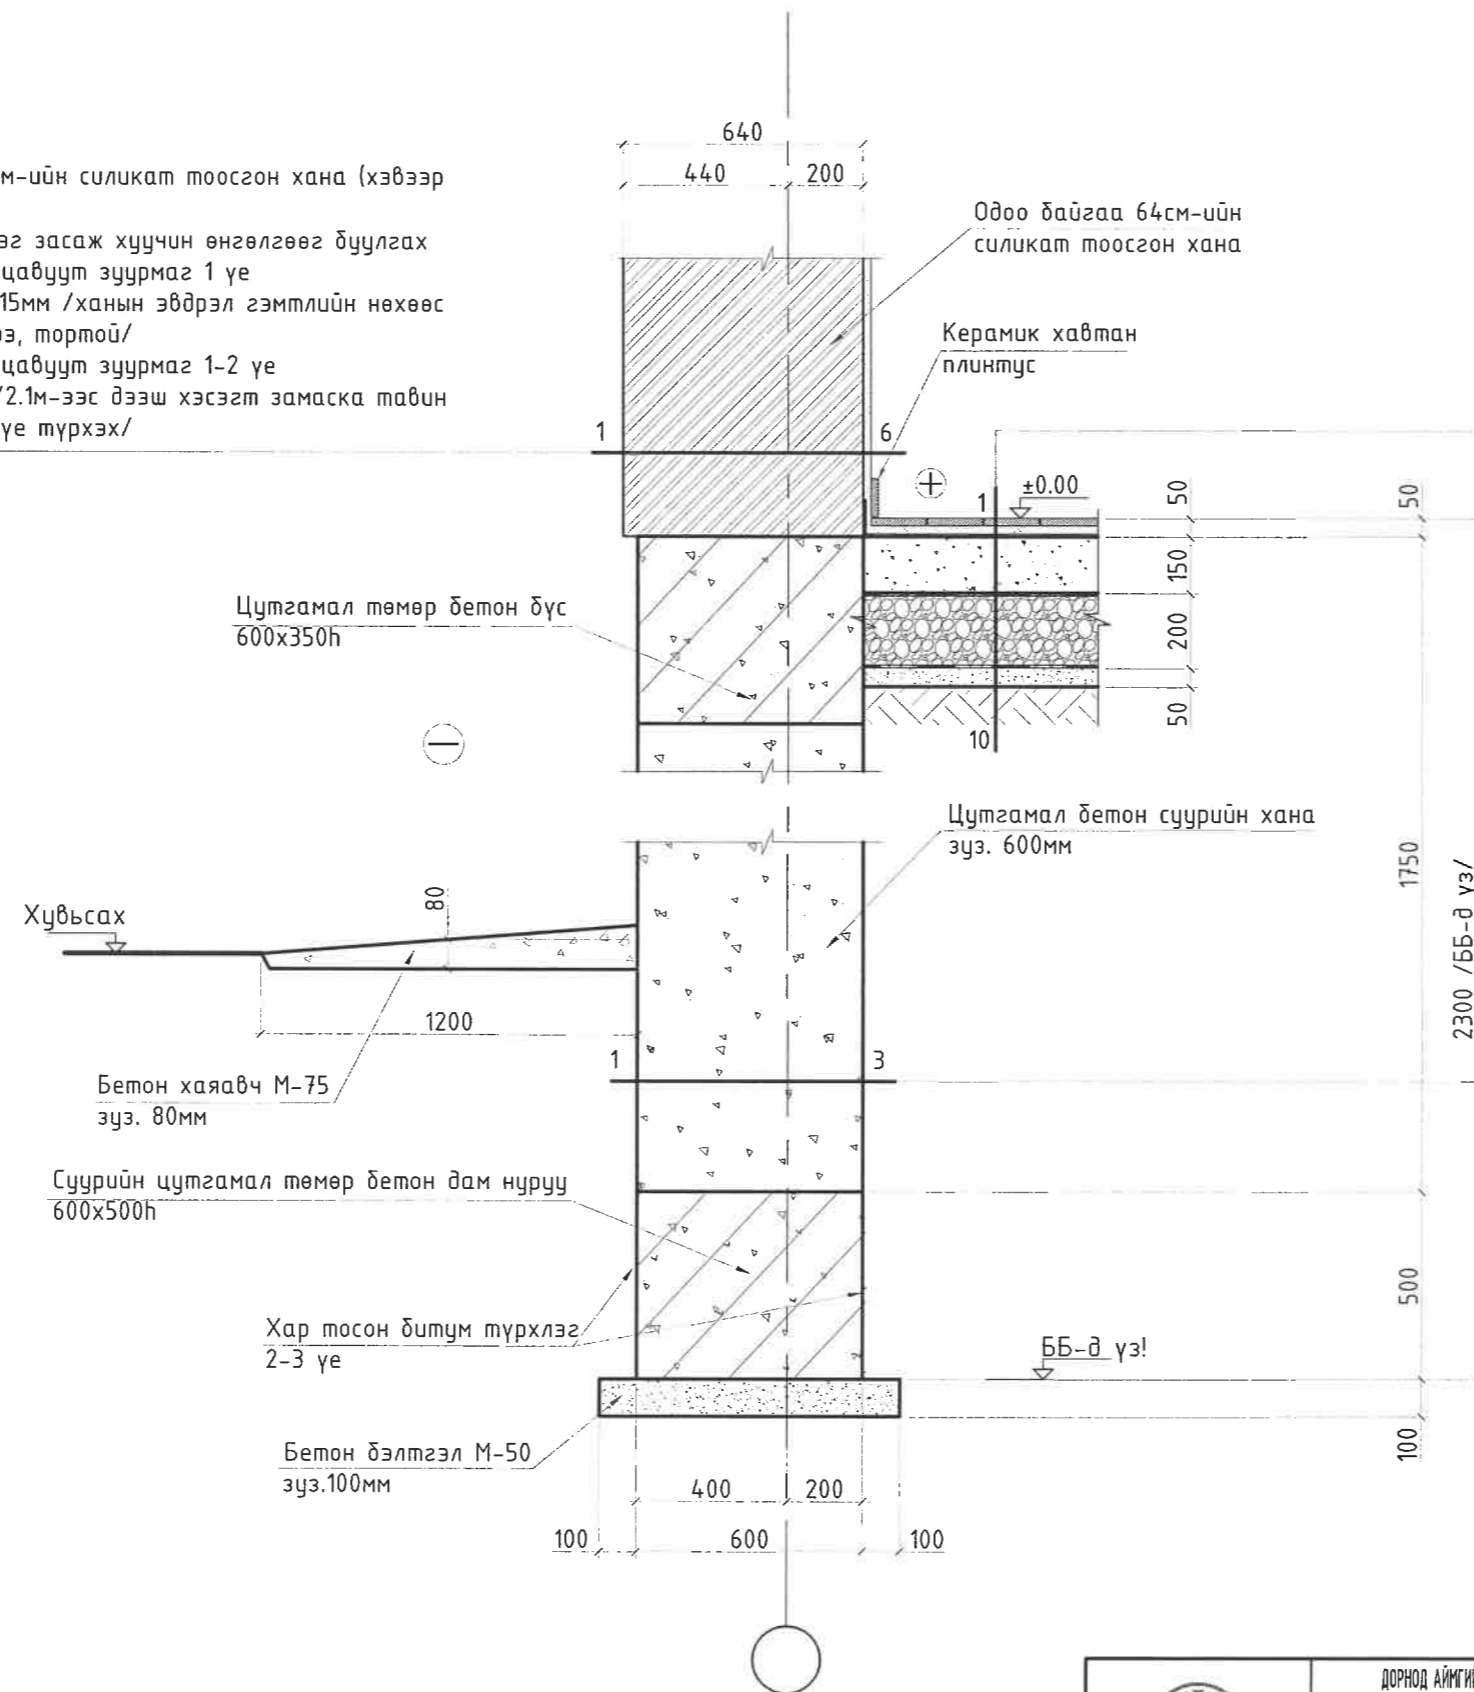 640
440
200
м-ийн силикат тоосгон хана (хэвээр
эг засаж хуучин өнгөлгөөг буулгах
цавуут зуурмаг 1 үе
15мм /ханын эвдрэл гэмтлийн нөхөөс
ээ, тортой/
цавуут зуурмаг 1-2 үе
/2.1м-ээс дээш хэсэгт замаска тавин
үе түрхэх/
Одоо байгаа 64см-ийн
силикат тоосгон хана
Керамик хавтан
плинтус
1
6
1
±0.00
50
50
150
200
50
10
Цутгамал төмөр бетон бүс
600х350h
Цутгамал бетон суурийн хана
зуз. 600мм
1750
2300 /ББ-д үз/
Хувьсах
80
1200
1
3
Бетон хаяавч М-75
зуз. 80мм
Суурийн цутгамал төмөр бетон дам нуруу
600х500h
500
Хар тосон битум түрхлэг
2-3 үе
ББ-д үз!
100
Бетон бэлтгэл М-50
зуз.100мм
400
200
100
600
100
ДОРНОД